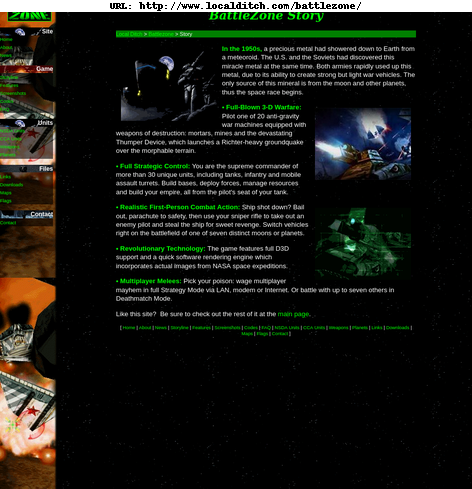 URL: http://www.localditch.com/battlezone/
ZONE
BattleZone Story
Local Ditch > Battlezone > Story
Site
Home
About
News
Game
Features
Screenshots
Codes
FAQ
Units
Weapons
Planets
Files
Links
Downloads
Maps
Flags
Contact
Contact
In the 1950s, a precious metal had showered down to Earth from
a meteoroid. The U.S. and the Soviets had discovered this
miracle metal at the same time. Both armies rapidly used up this
metal, due to its ability to create strong but light war vehicles. The
only source of this mineral is from the moon and other planets,
thus the space race begins.
• Full-Blown 3-D Warfare:
Pilot one of 20 anti-gravity
war machines equipped with
weapons of destruction: mortars, mines and the devastating
Thumper Device, which launches a Richter-heavy groundquake
over the morphable terrain.
• Full Strategic Control: You are the supreme commander of
more than 30 unique units, including tanks, infantry and mobile
assault turrets. Build bases, deploy forces, manage resources
and build your empire, all from the pilot's seat of your tank.
• Realistic First-Person Combat Action: Ship shot down? Bail
out, parachute to safety, then use your sniper rifle to take out an
enemy pilot and steal the ship for sweet revenge. Switch vehicles
right on the battlefield of one of seven distinct moons or planets.
• Revolutionary Technology: The game features full D3D
support and a quick software rendering engine which
incorporates actual images from NASA space expeditions.
• Multiplayer Melees: Pick your poison: wage multiplayer
mayhem in full Strategy Mode via LAN, modem or Internet. Or battle with up to seven others in
Deathmatch Mode.
Like this site? Be sure to check out the rest of it at the main page.
[ Home | About | News | Storyline | Features | Screenshots | Codes | FAQ | NSDA Units | CCA Units | Weapons | Planets | Links | Downloads |
Maps | Flags | Contact ]